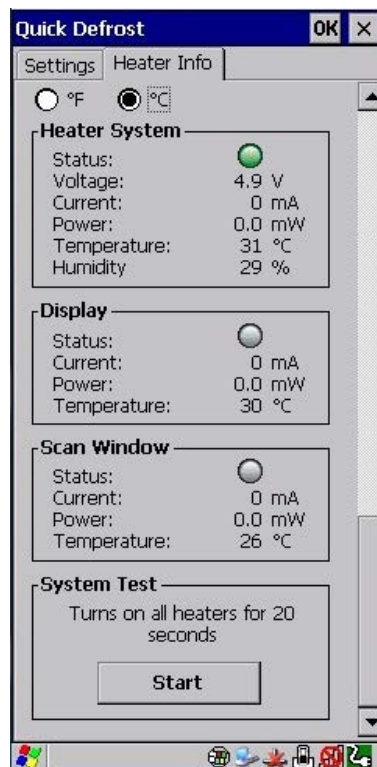 Quick Defrost OK ×
Settings Heater Info
°F °C
Heater System
Status:
Voltage: 4.9 V
Current: 0 mA
Power: 0.0 mW
Temperature: 31 °C
Humidity 29 %
Display
Status:
Current: 0 mA
Power: 0.0 mW
Temperature: 30 °C
Scan Window
Status:
Current: 0 mA
Power: 0.0 mW
Temperature: 26 °C
System Test
Turns on all heaters for 20
seconds
Start